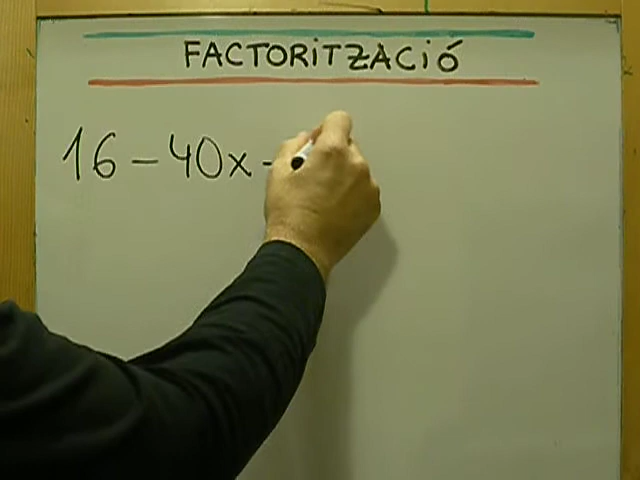 FACTORITZACIÓ
16 - 40x -